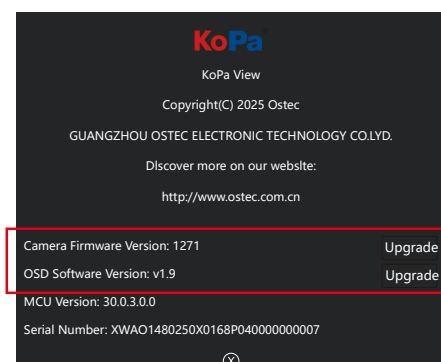 KoPa
KoPa View
Copyright(C) 2025 Ostec
GUANGZHOU OSTEC ELECTRONIC TECHNOLOGY CO.LYD.
DIscover more on our websIte:
http://www.ostec.com.cn
Camera Firmware Version: 1271 Upgrade
OSD Software Version: v1.9 Upgrade
MCU Version: 30.0.3.0.0
Serial Number: XWAO1480250X0168P040000000007